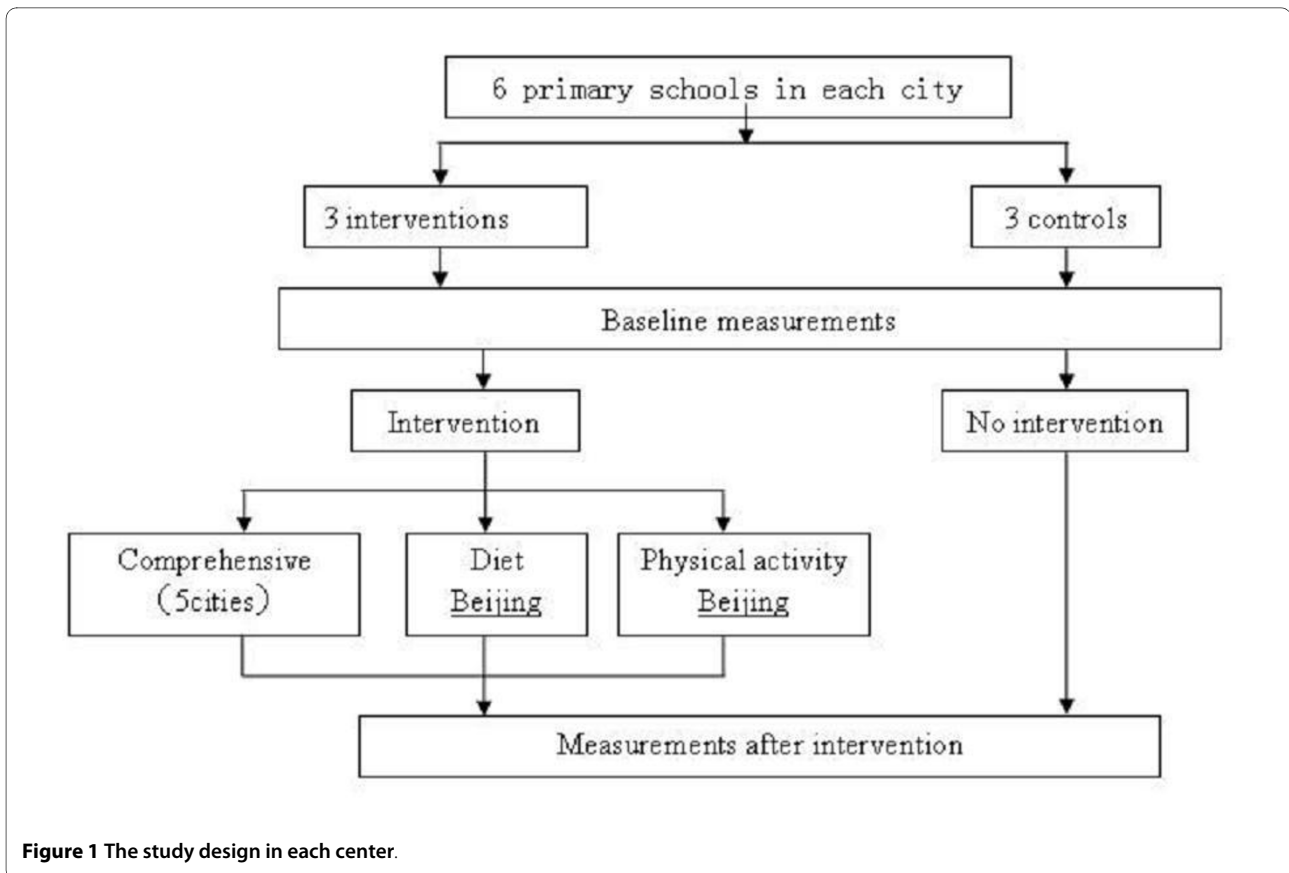 6 primary schools in each city
3 interventions
3 controls
Baseline measurements
Intervention
No intervention
Comprehensive
(5cities)
Diet
Beijing
Physical activity
Beijing
Measurements after intervention
Figure 1 The study design in each center.